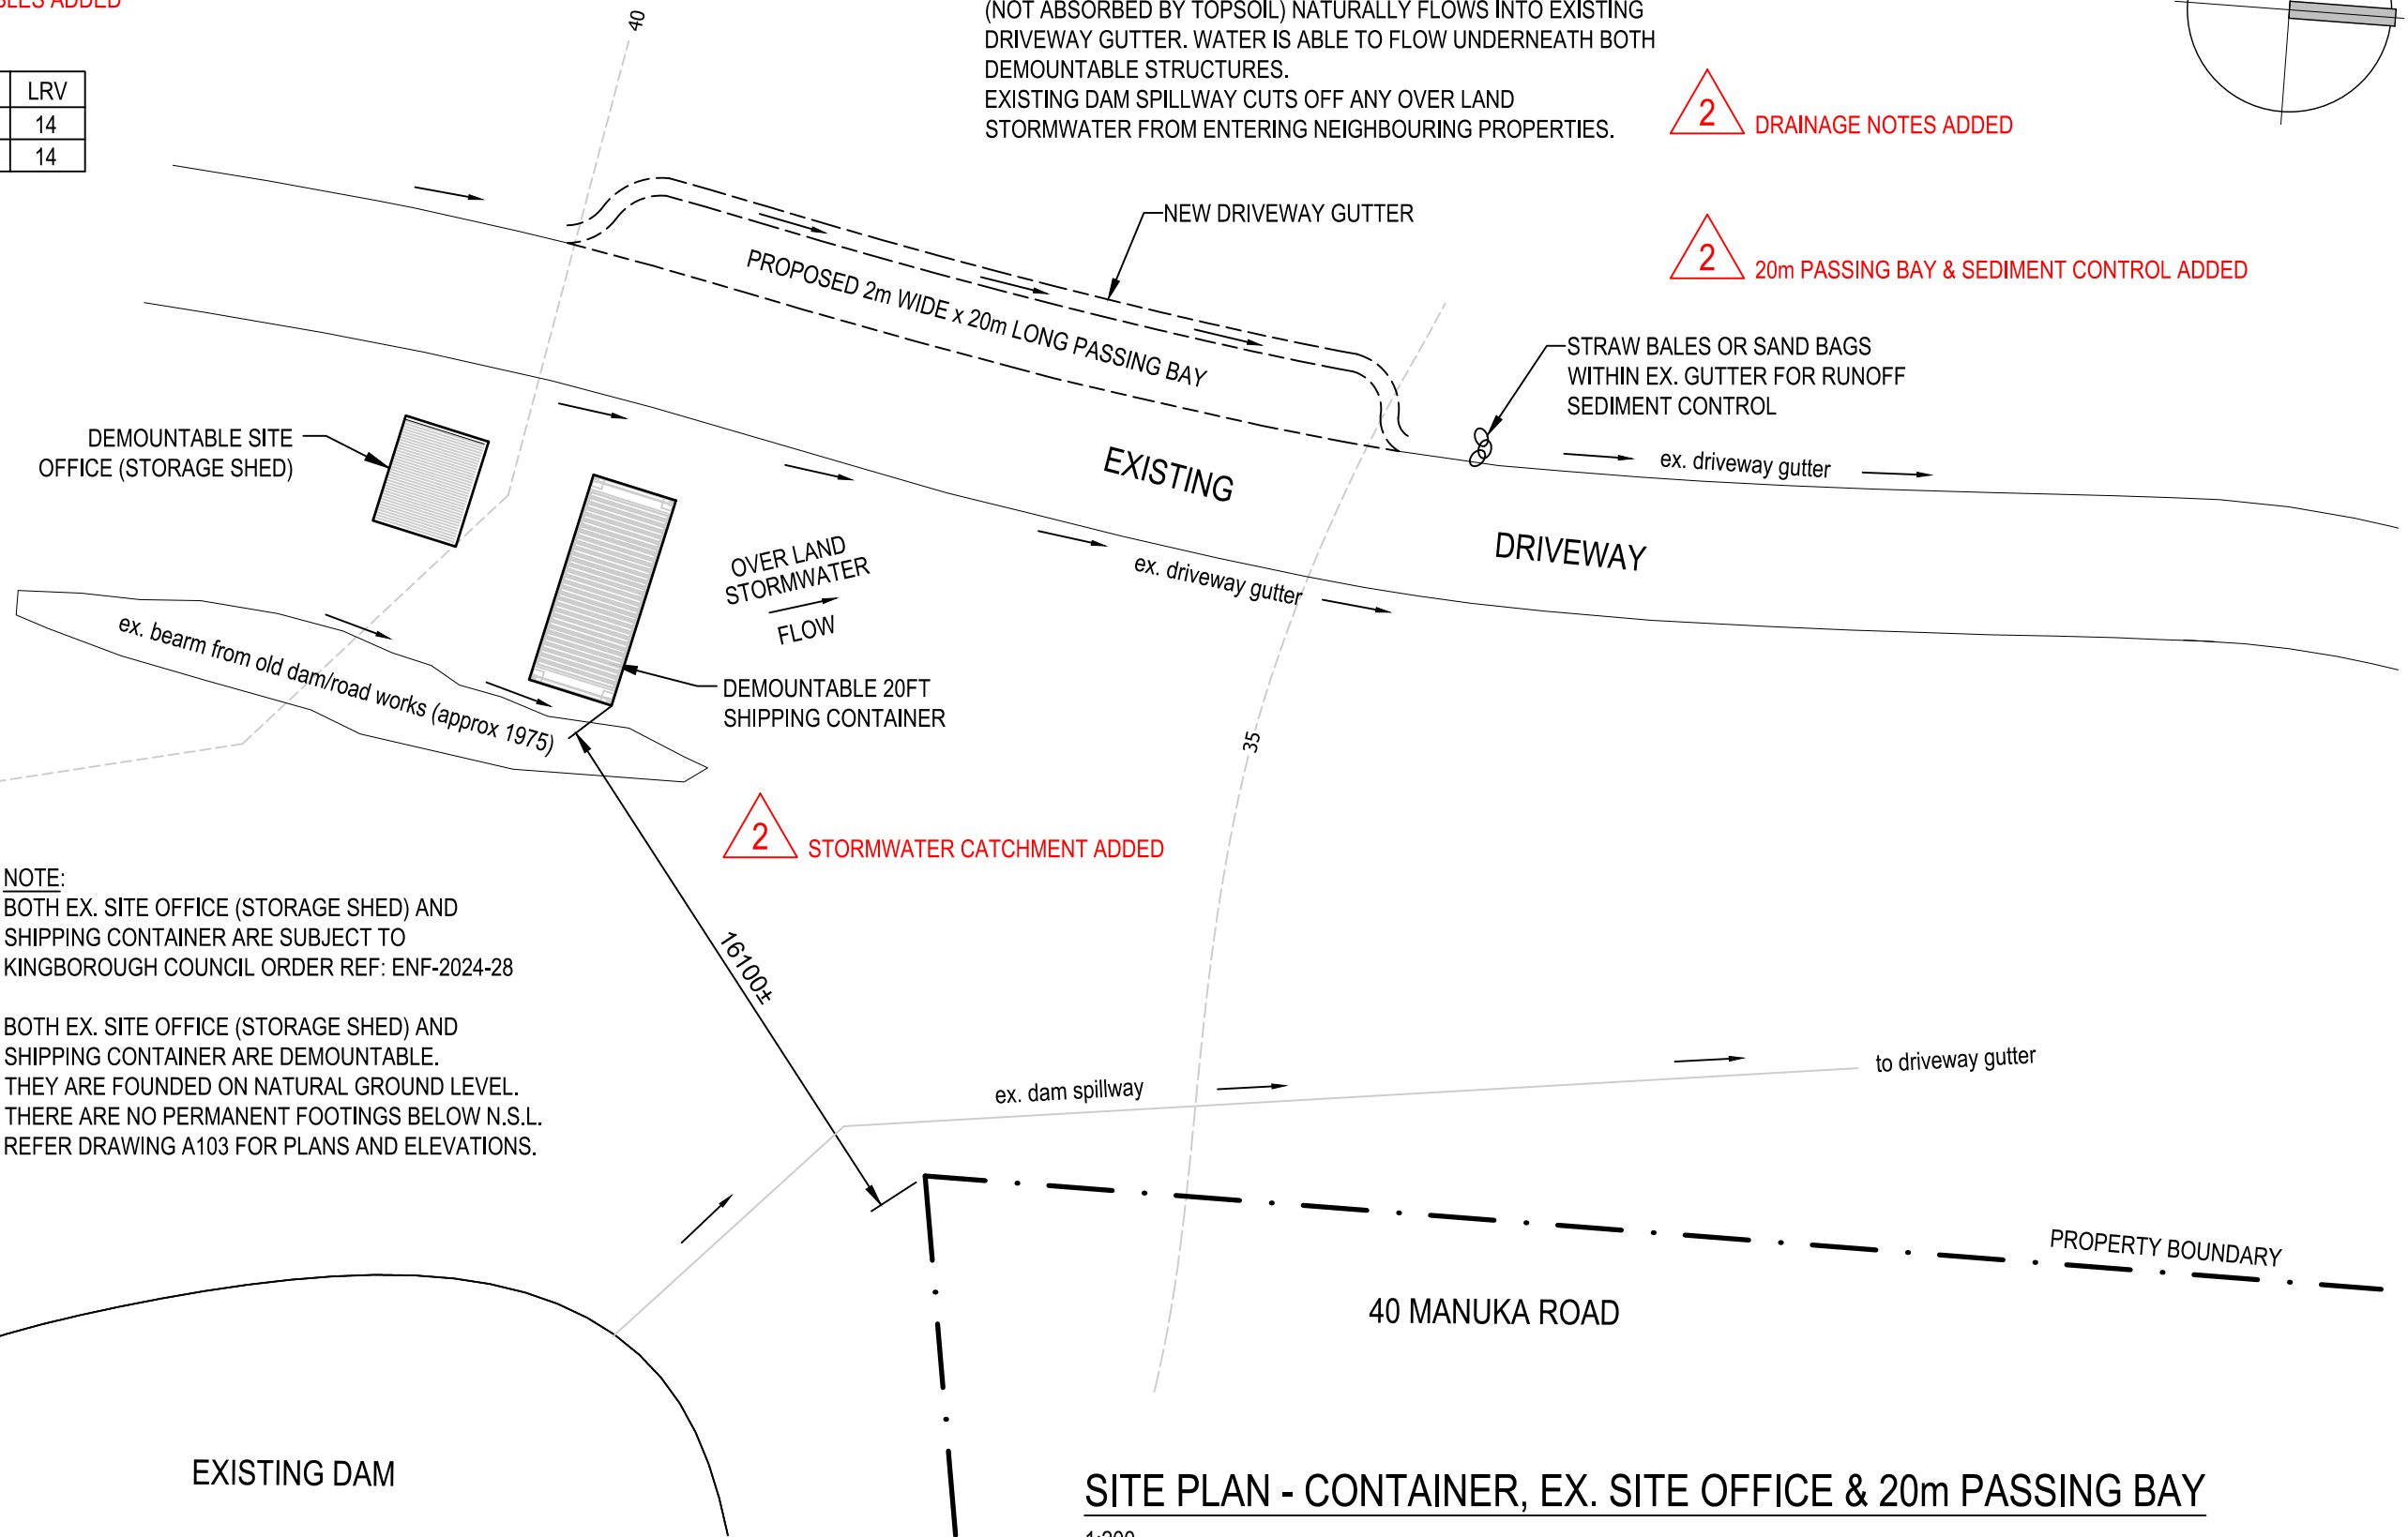 ADDED
LRV
14
14
(NOT ABSORBED BY TOPSOIL) NATURALLY FLOWS INTO EXISTING
DRIVEWAY GUTTER. WATER IS ABLE TO FLOW UNDERNEATH BOTH
DEMOUNTABLE STRUCTURES.
EXISTING DAM SPILLWAY CUTS OFF ANY OVER LAND
STORMWATER FROM ENTERING NEIGHBOURING PROPERTIES.
2 DRAINAGE NOTES ADDED
2 20m PASSING BAY & SEDIMENT CONTROL ADDED
40
NEW DRIVEWAY GUTTER
PROPOSED 2m WIDE x 20m LONG PASSING BAY
STRAW BALES OR SAND BAGS
WITHIN EX. GUTTER FOR RUNOFF
SEDIMENT CONTROL
ex. driveway gutter
EXISTING
DRIVEWAY
ex. driveway gutter
DEMOUNTABLE SITE
OFFICE (STORAGE SHED)
OVER LAND
STORMWATER
FLOW
DEMOUNTABLE 20FT
SHIPPING CONTAINER
ex. bearm from old dam/road works (approx 1975)
35
2 STORMWATER CATCHMENT ADDED
NOTE:
BOTH EX. SITE OFFICE (STORAGE SHED) AND
SHIPPING CONTAINER ARE SUBJECT TO
KINGBOROUGH COUNCIL ORDER REF: ENF-2024-28
BOTH EX. SITE OFFICE (STORAGE SHED) AND
SHIPPING CONTAINER ARE DEMOUNTABLE.
THEY ARE FOUNDED ON NATURAL GROUND LEVEL.
THERE ARE NO PERMANENT FOOTINGS BELOW N.S.L.
REFER DRAWING A103 FOR PLANS AND ELEVATIONS.
16100±
ex. dam spillway
to driveway gutter
PROPERTY BOUNDARY
40 MANUKA ROAD
EXISTING DAM
SITE PLAN - CONTAINER, EX. SITE OFFICE & 20m PASSING BAY